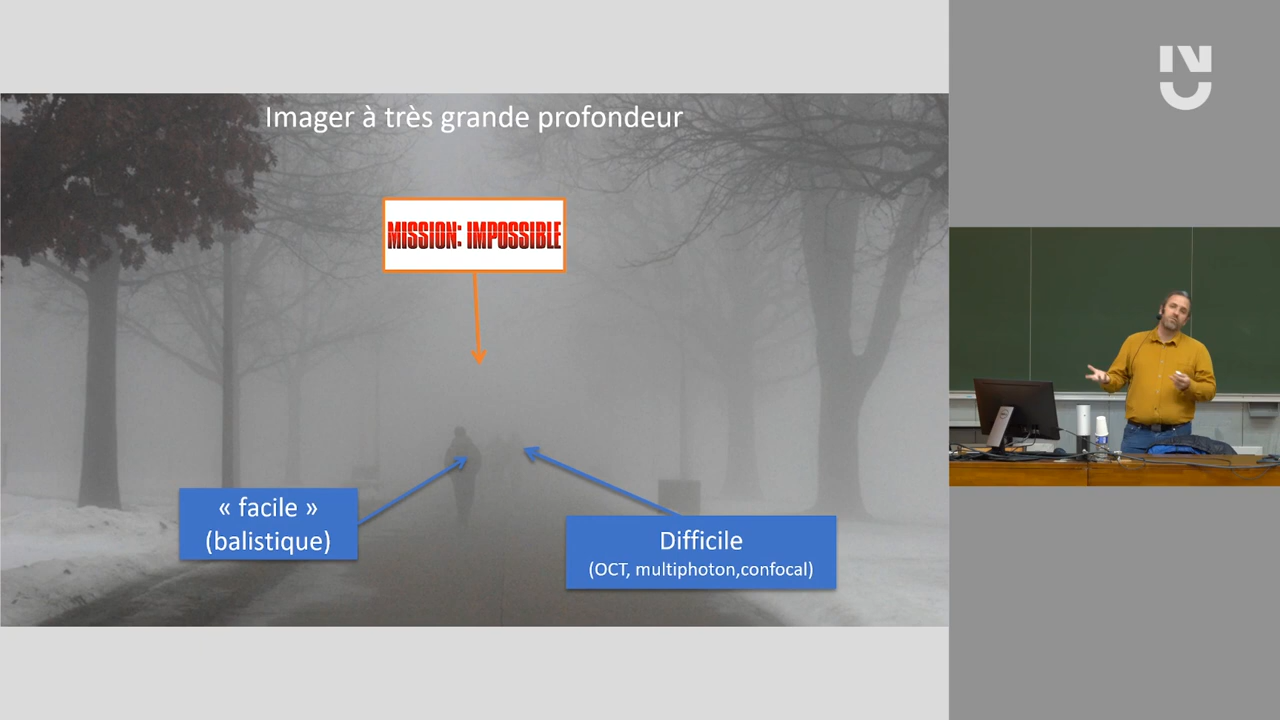 Imager à très grande profondeur
MISSION: IMPOSSIBLE
« facile »
(balistique)
Difficile
(OCT, multiphoton,confocal)